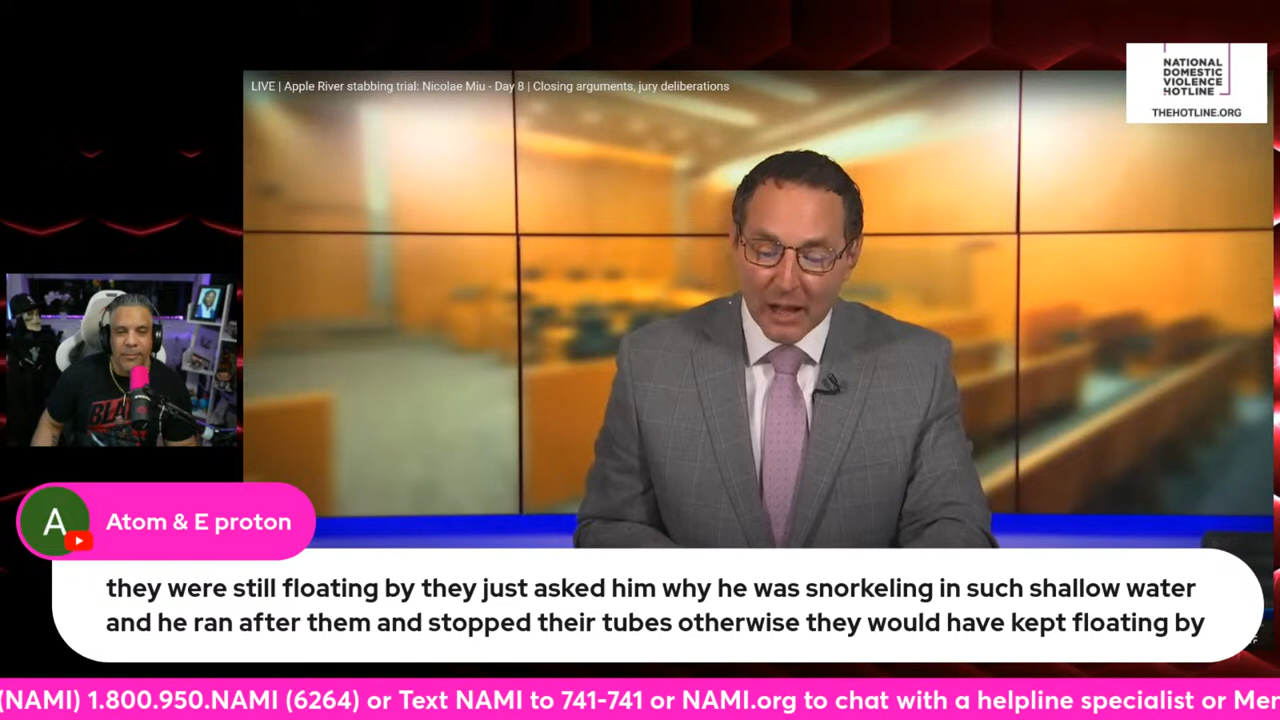 LIVE | Apple River stabbing trial: Nicolae Miu - Day 8 | Closing arguments, jury deliberations
NATIONAL
DOMESTIC
VIOLENCE
HOTLINE
THEHOTLINE.ORG
A
Atom & E proton
they were still floating by they just asked him why he was snorkeling in such shallow water
and he ran after them and stopped their tubes otherwise they would have kept floating by
(NAMI) 1.800.950.NAMI (6264) or Text NAMI to 741-741 or NAMI.org to chat with a helpline specialist or Mer